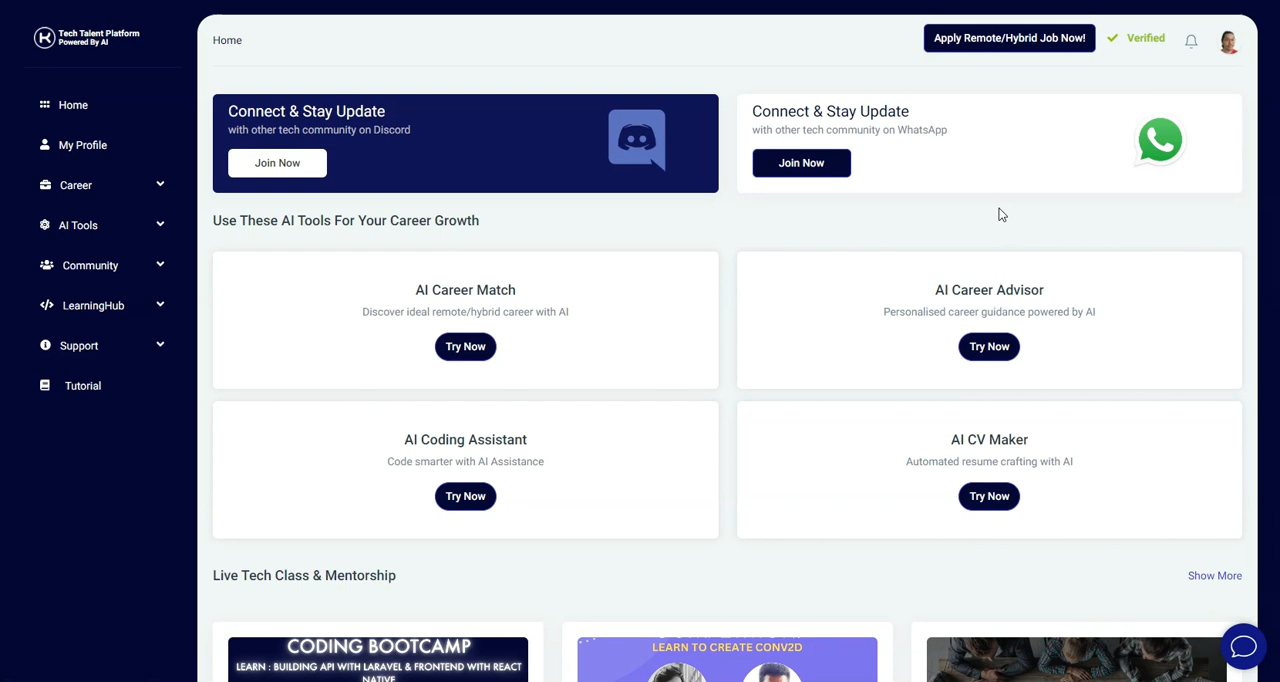 Tech Talent Platform
Powered By AI
Home
My Profile
Career
AI Tools
Community
LearningHub
Support
Tutorial
Home
Apply Remote/Hybrid Job Now!
Verified
Connect & Stay Update
with other tech community on Discord
Join Now
Connect & Stay Update
with other tech community on WhatsApp
Join Now
Use These AI Tools For Your Career Growth
AI Career Match
Discover ideal remote/hybrid career with AI
Try Now
AI Career Advisor
Personalised career guidance powered by AI
Try Now
AI Coding Assistant
Code smarter with AI Assistance
Try Now
AI CV Maker
Automated resume crafting with AI
Try Now
Live Tech Class & Mentorship
Show More
CODING BOOTCAMP
LEARN : BUILDING API WITH LARAVEL & FRONTEND WITH REACT
NATIVE
LEARN TO CREATE CONV2D